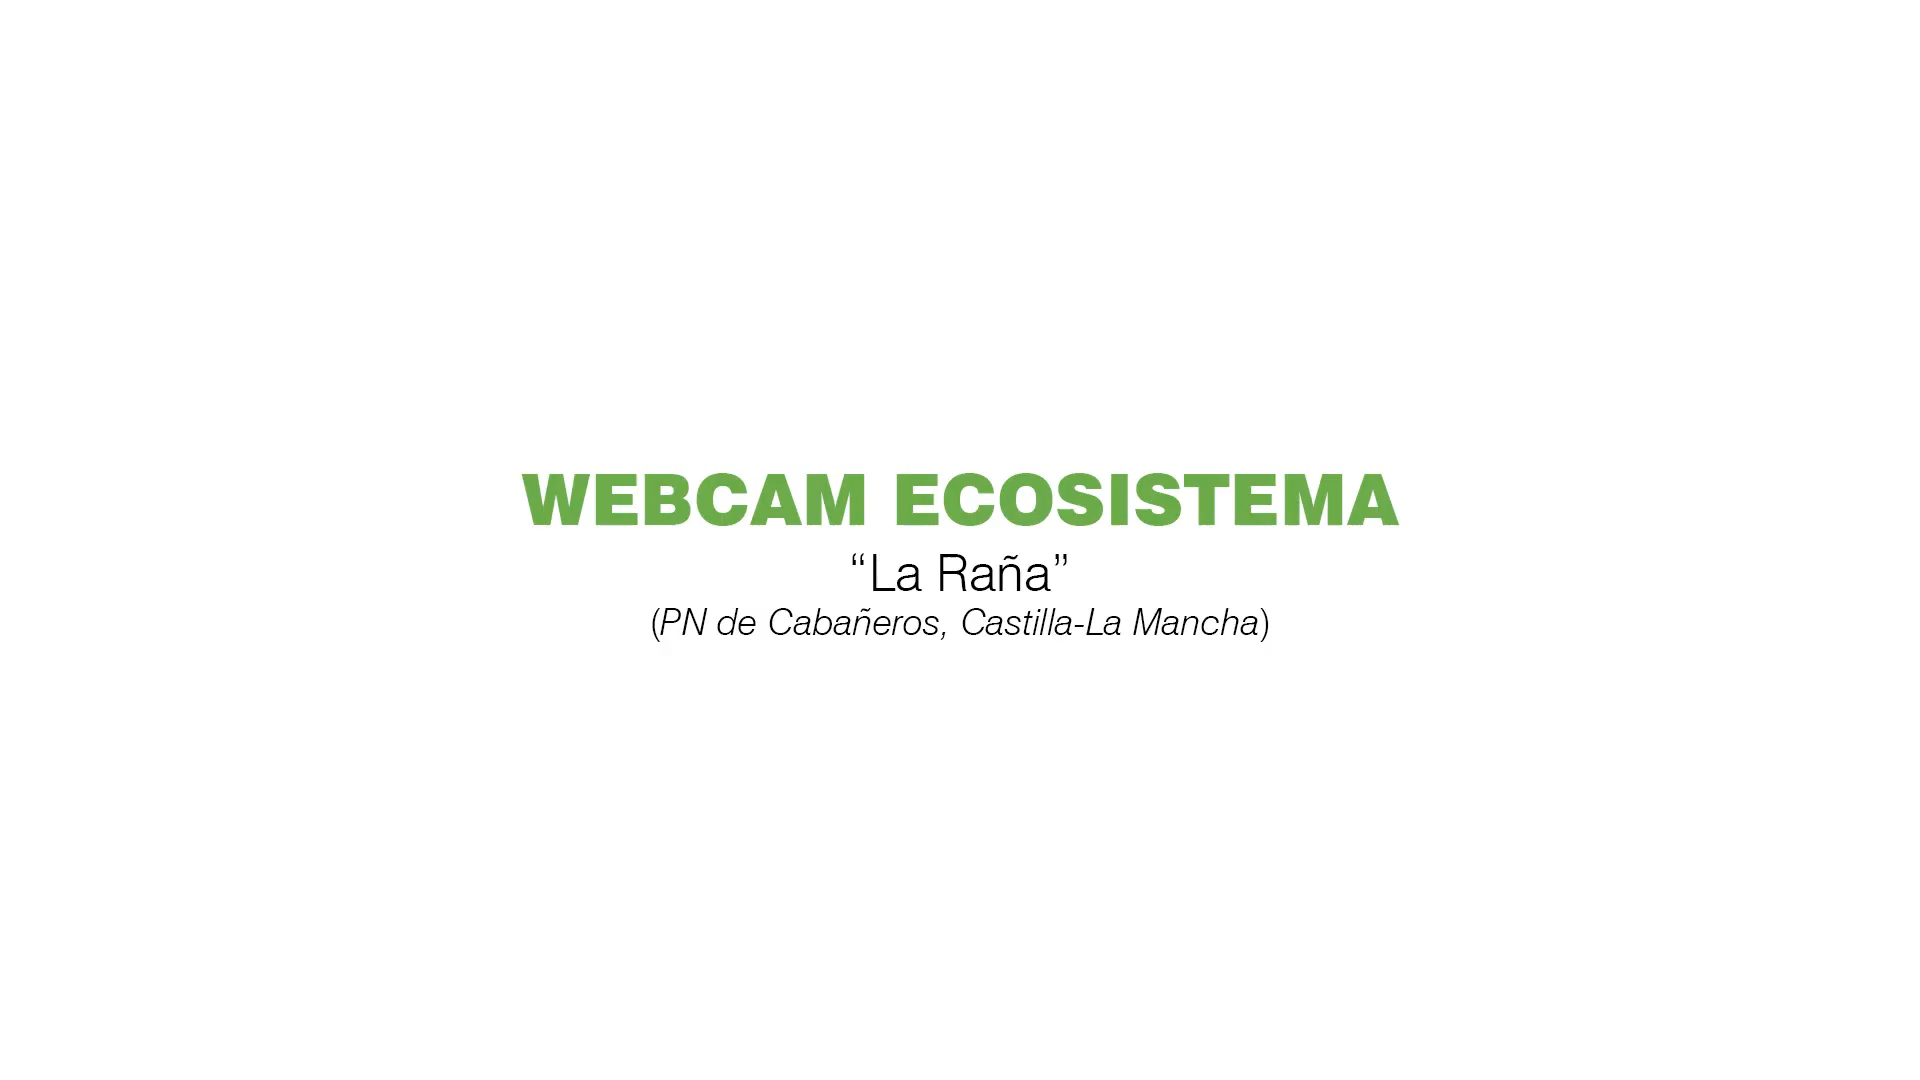 WEBCAM ECOSISTEMA
“La Raña”
(PN de Cabañeros, Castilla-La Mancha)